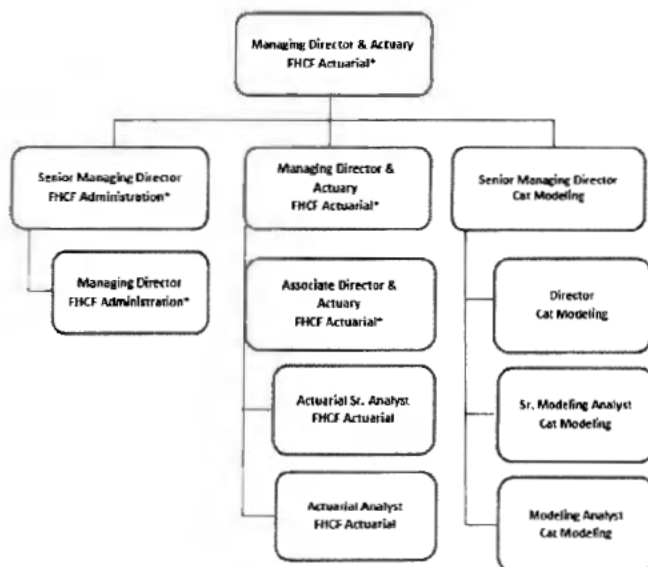 Managing Director & Actuary
FHCF Actuarial*
Senior Managing Director
FHCF Administration*
Managing Director &
Actuary
FHCF Actuarial*
Senior Managing Director
Cat Modeling
Managing Director
FHCF Administration*
Associate Director &
Actuary
FHCF Actuarial*
Director
Cat Modeling
Actuarial Sr. Analyst
FHCF Actuarial
Sr. Modeling Analyst
Cat Modeling
Actuarial Analyst
FHCF Actuarial
Modeling Analyst
Cat Modeling